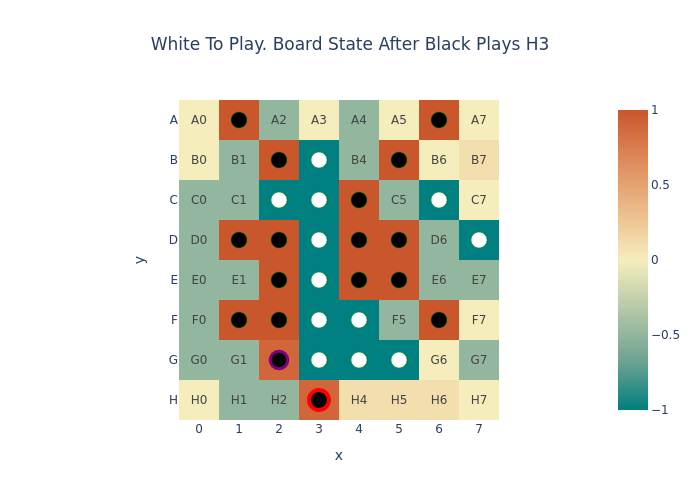 White To Play. Board State After Black Plays H3
A A0 A2 A3 A4 A5 A7
B B0 B1 B4 B6 B7
C C0 C1 C5 C7
D D0 D6
E E0 E1 E6 E7
F F0 F5 F7
G G0 G1 G6 G7
H H0 H1 H2 H4 H5 H6 H7
0 1 2 3 4 5 6 7
x
y
1
0.5
0
−0.5
−1